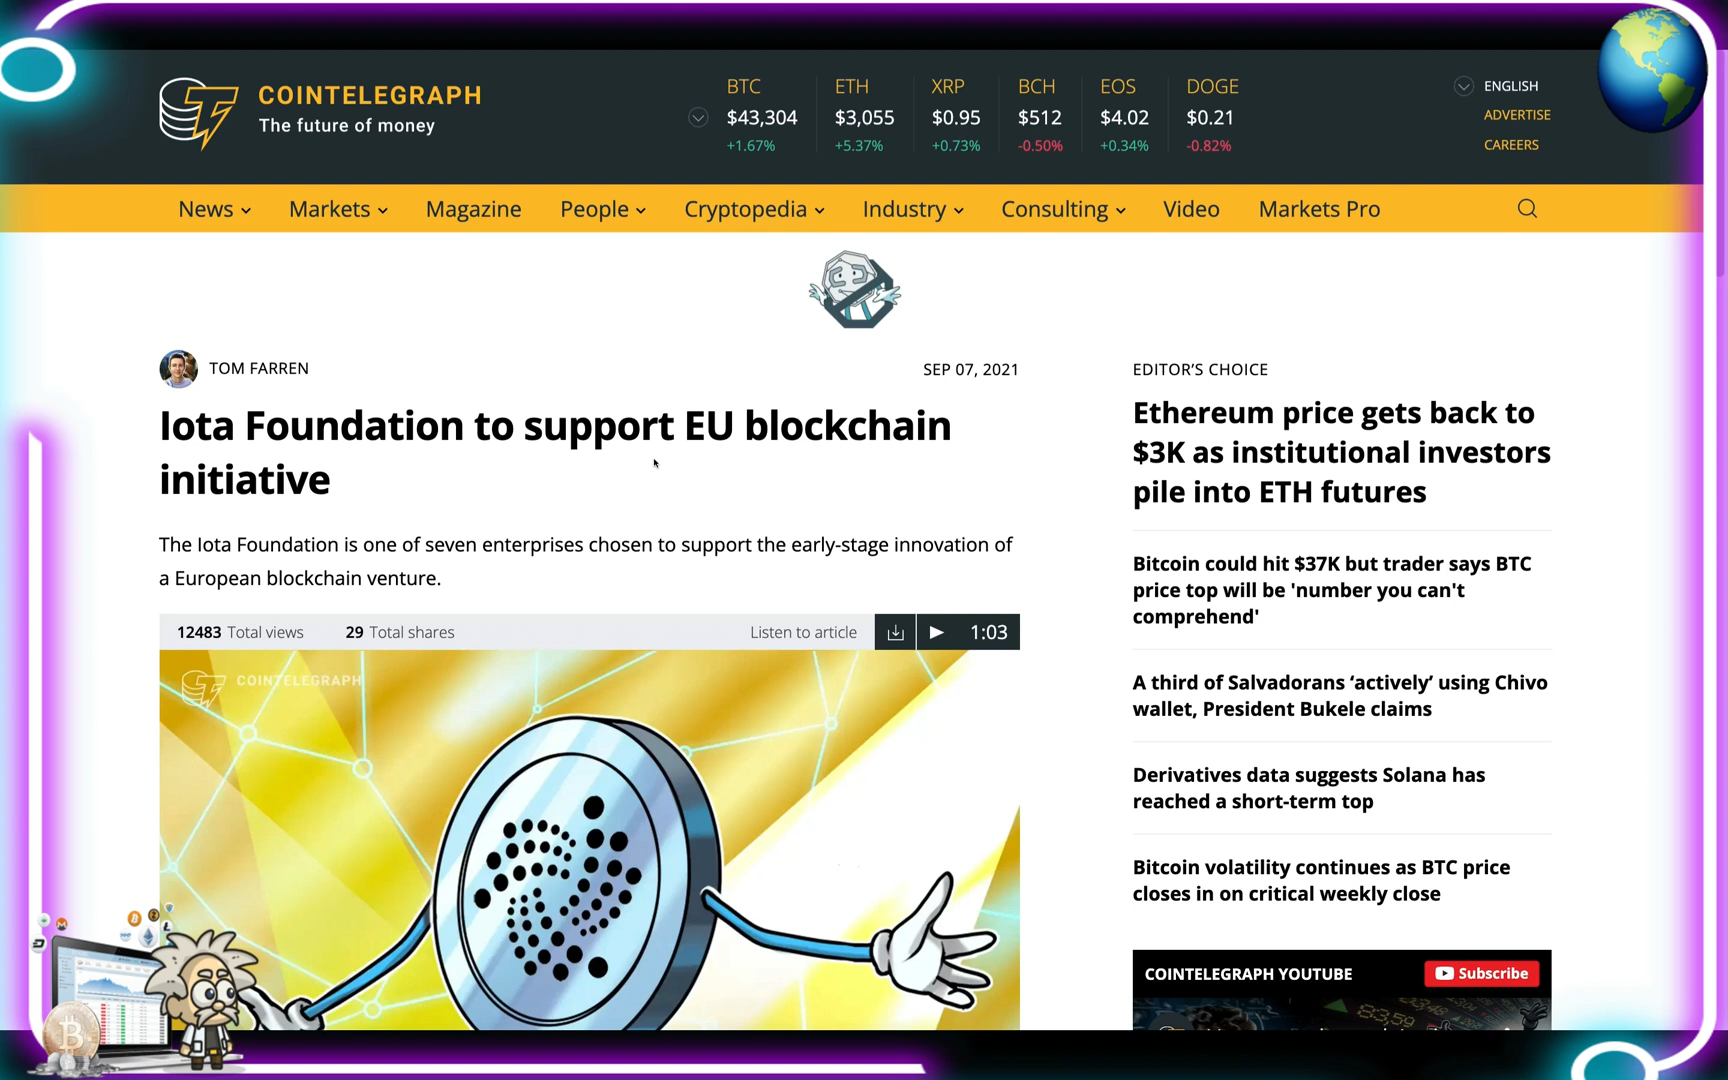 COINTELEGRAPH
The future of money
BTC ETH XRP BCH EOS DOGE
$43,304 $3,055 $0.95 $512 $4.02 $0.21
+1.67% +5.37% +0.73% -0.50% +0.34% -0.82%
ENGLISH
ADVERTISE
CAREERS
News Markets Magazine People Cryptopedia Industry Consulting Video Markets Pro
TOM FARREN
SEP 07, 2021
Iota Foundation to support EU blockchain
initiative
The Iota Foundation is one of seven enterprises chosen to support the early-stage innovation of
a European blockchain venture.
12483 Total views 29 Total shares Listen to article 1:03
COINTELEGRAPH
EDITOR'S CHOICE
Ethereum price gets back to
$3K as institutional investors
pile into ETH futures
Bitcoin could hit $37K but trader says BTC
price top will be 'number you can't
comprehend'
A third of Salvadorans ‘actively’ using Chivo
wallet, President Bukele claims
Derivatives data suggests Solana has
reached a short-term top
Bitcoin volatility continues as BTC price
closes in on critical weekly close
COINTELEGRAPH YOUTUBE
Subscribe